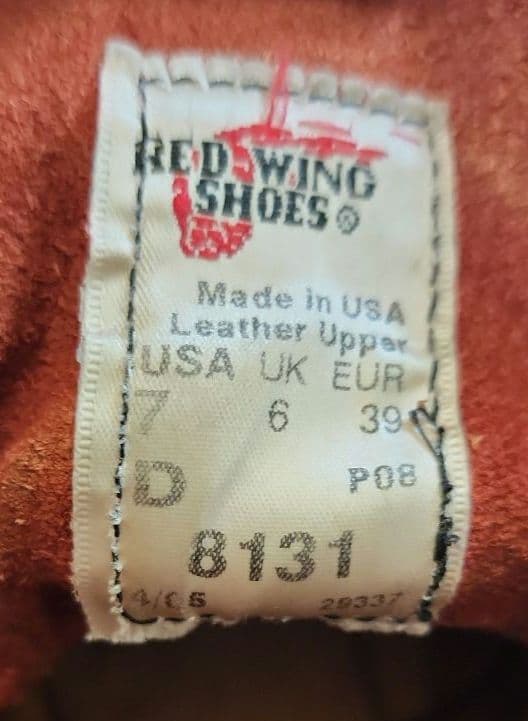 RED WING
SHOES®
Made in USA
Leather Upper
USA UK EUR
7 6 39
D P08
8131
29337